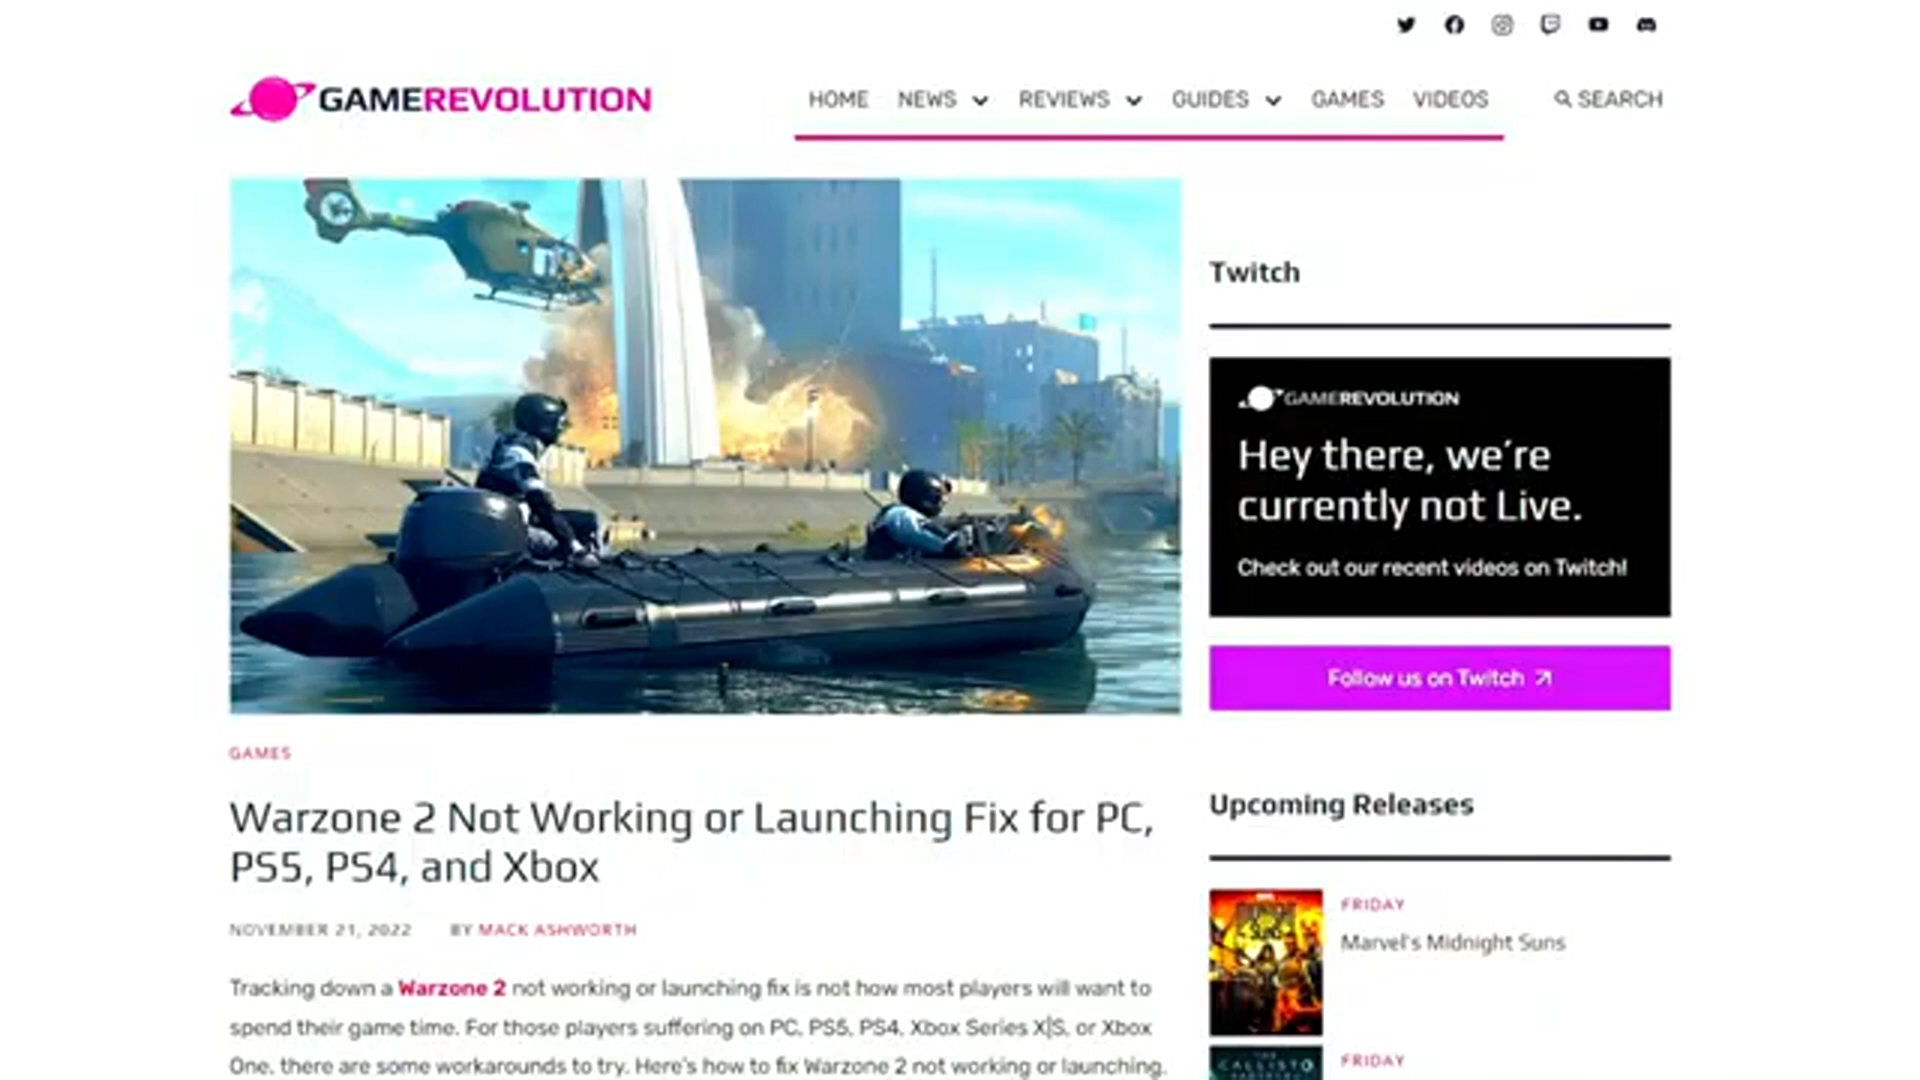 GAMEREVOLUTION
HOME NEWS REVIEWS GUIDES GAMES VIDEOS SEARCH
Twitch
GAMEREVOLUTION
Hey there, we're
currently not Live.
Check out our recent videos on Twitch!
Follow us on Twitch
GAMES
Warzone 2 Not Working or Launching Fix for PC,
PS5, PS4, and Xbox
NOVEMBER 21, 2022 BY MACK ASHWORTH
Tracking down a Warzone 2 not working or launching fix is not how most players will want to
spend their game time. For those players suffering on PC, PS5, PS4, Xbox Series X|S, or Xbox
One, there are some workarounds to try. Here's how to fix Warzone 2 not working or launching.
Upcoming Releases
SUNS
FRIDAY
Marvel's Midnight Suns
CALLISTO
FRIDAY